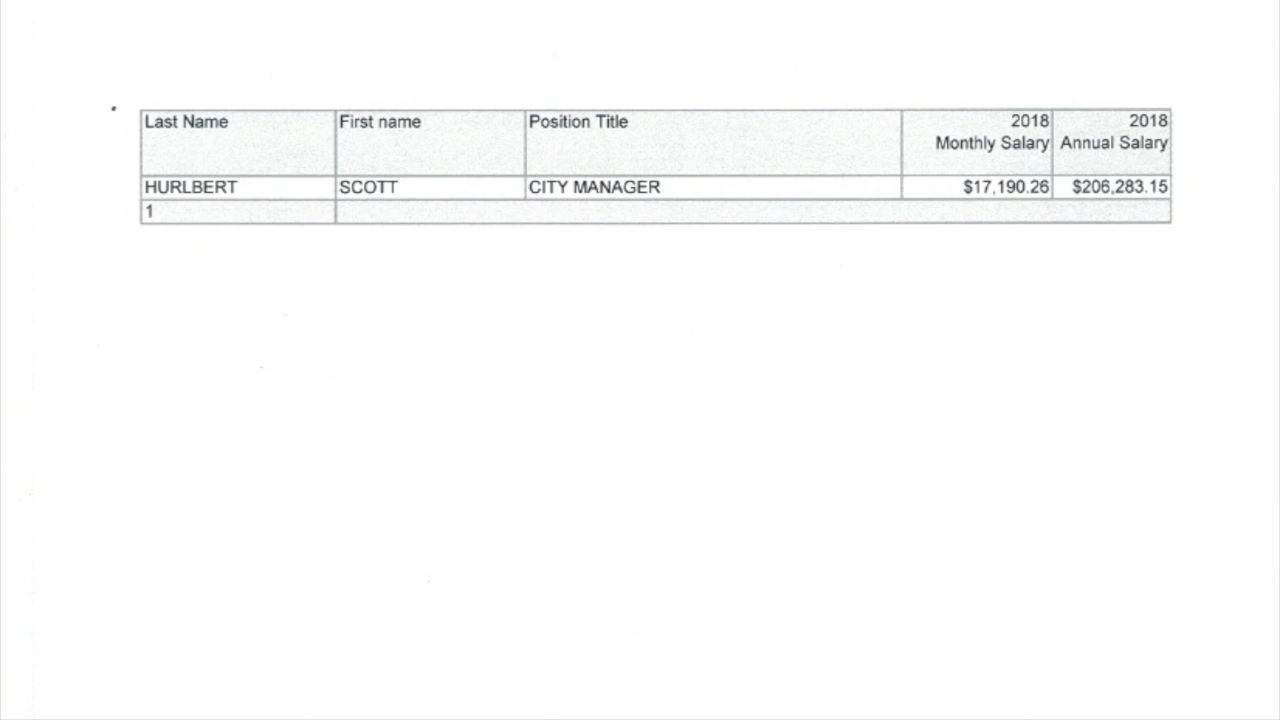 Last Name First name Position Title 2018 2018
Monthly Salary Annual Salary
HURLBERT SCOTT CITY MANAGER $17,190.26 $206,283.15
1